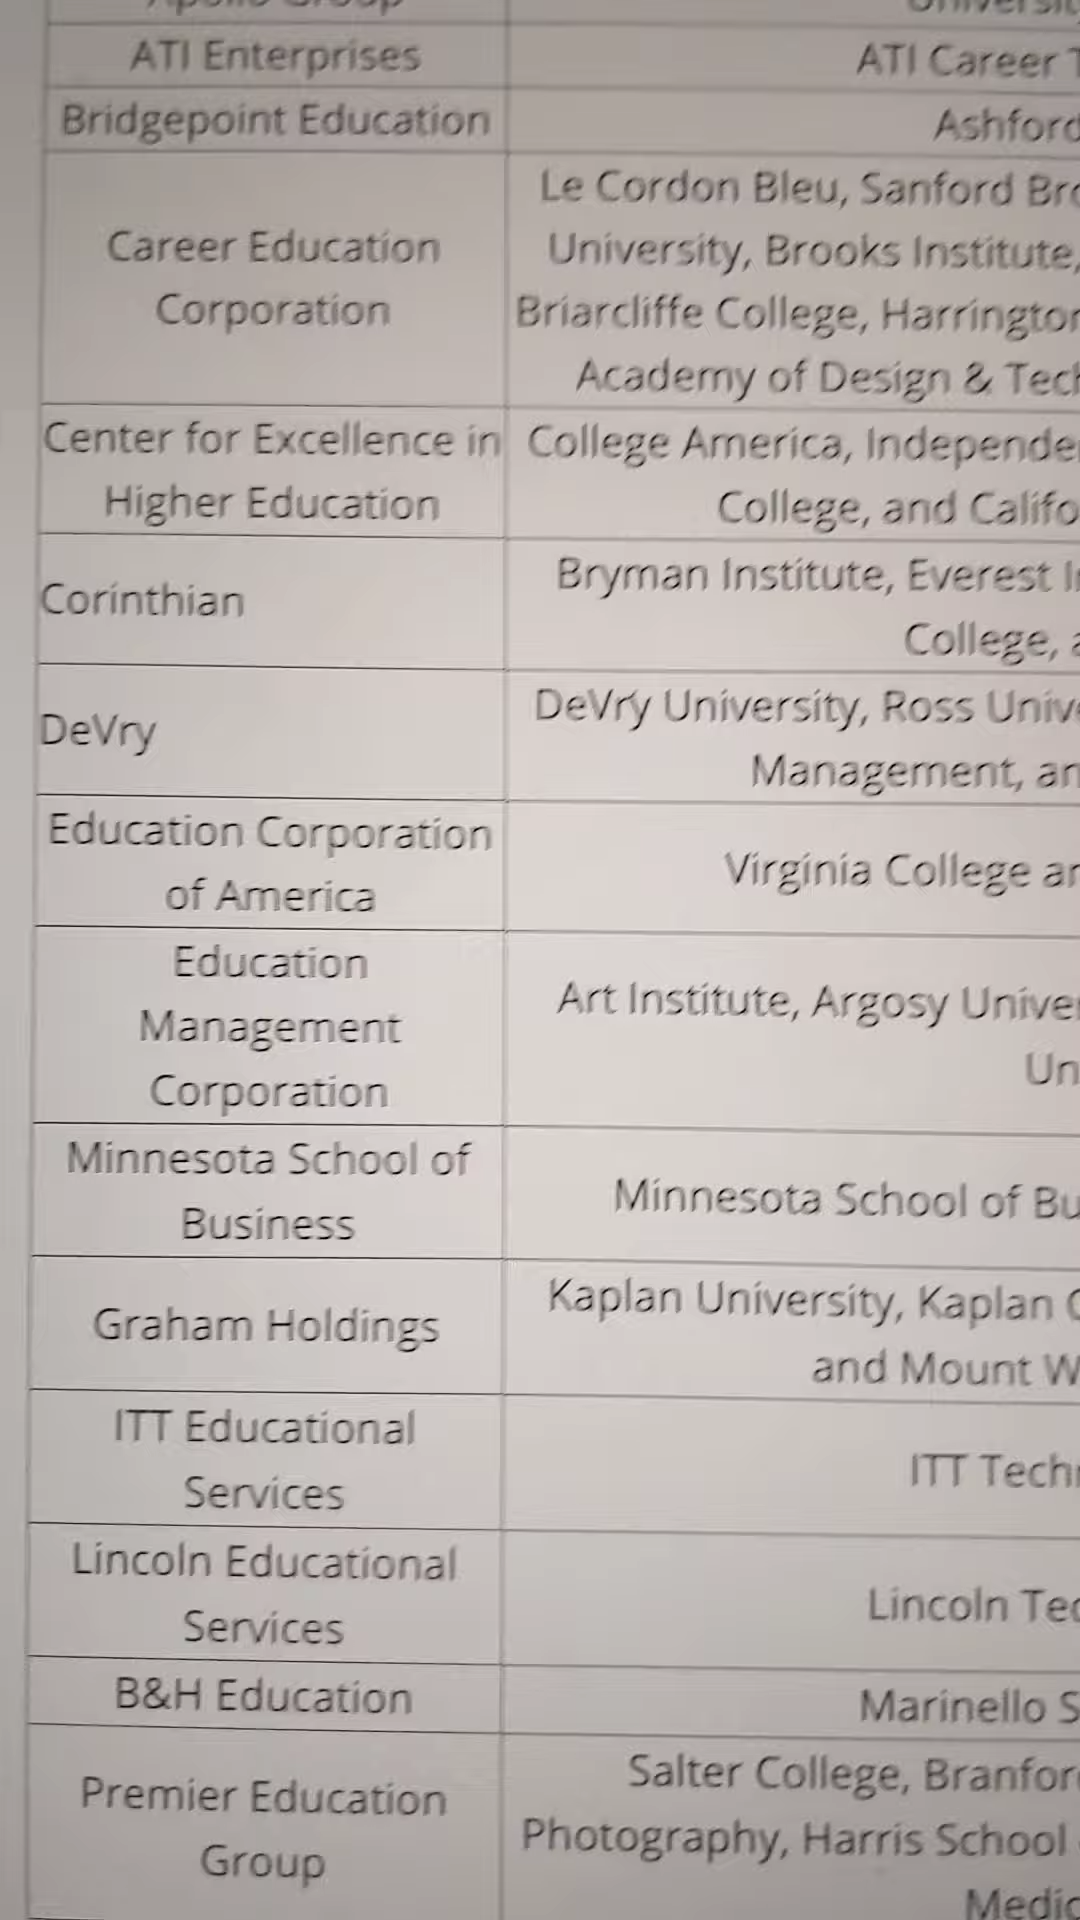 Apollo Group
ATI Enterprises
ATI Career
Bridgepoint Education
Ashford
Career Education
Corporation
Le Cordon Bleu, Sanford
University, Brooks Institute,
Briarcliffe College,
Academy of Design &
Center for Excellence in
Higher Education
College America,
College, and
Corinthian
Bryman Institute, Everest
College,
DeVry
DeVry University, Ross
Management,
Education Corporation
of America
Virginia College
Education
Management
Corporation
Art Institute, Argosy
Minnesota School of
Business
Minnesota School of
Graham Holdings
Kaplan University, Kaplan
and Mount
ITT Educational
Services
ITT
Lincoln Educational
Services
Lincoln
B&H Education
Marinello
Premier Education
Group
Salter College,
Photography, Harris School